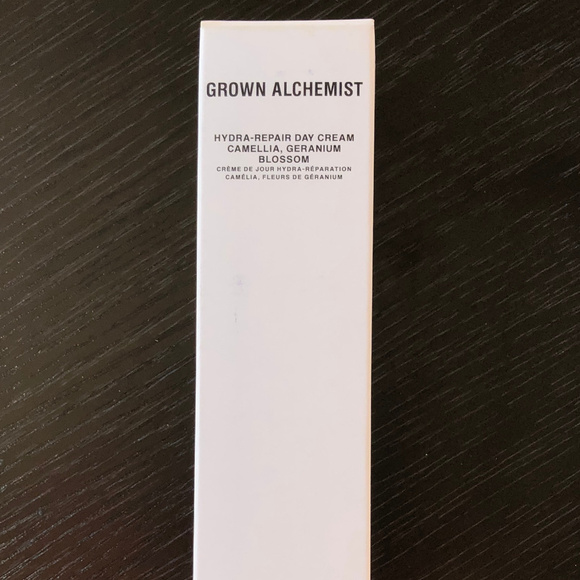 GROWN ALCHEMIST
HYDRA-REPAIR DAY CREAM
CAMELLIA, GERANIUM
BLOSSOM
CRÈME DE JOUR HYDRA-RÉPARATION
CAMÉLIA, FLEURS DE GÉRANIUM